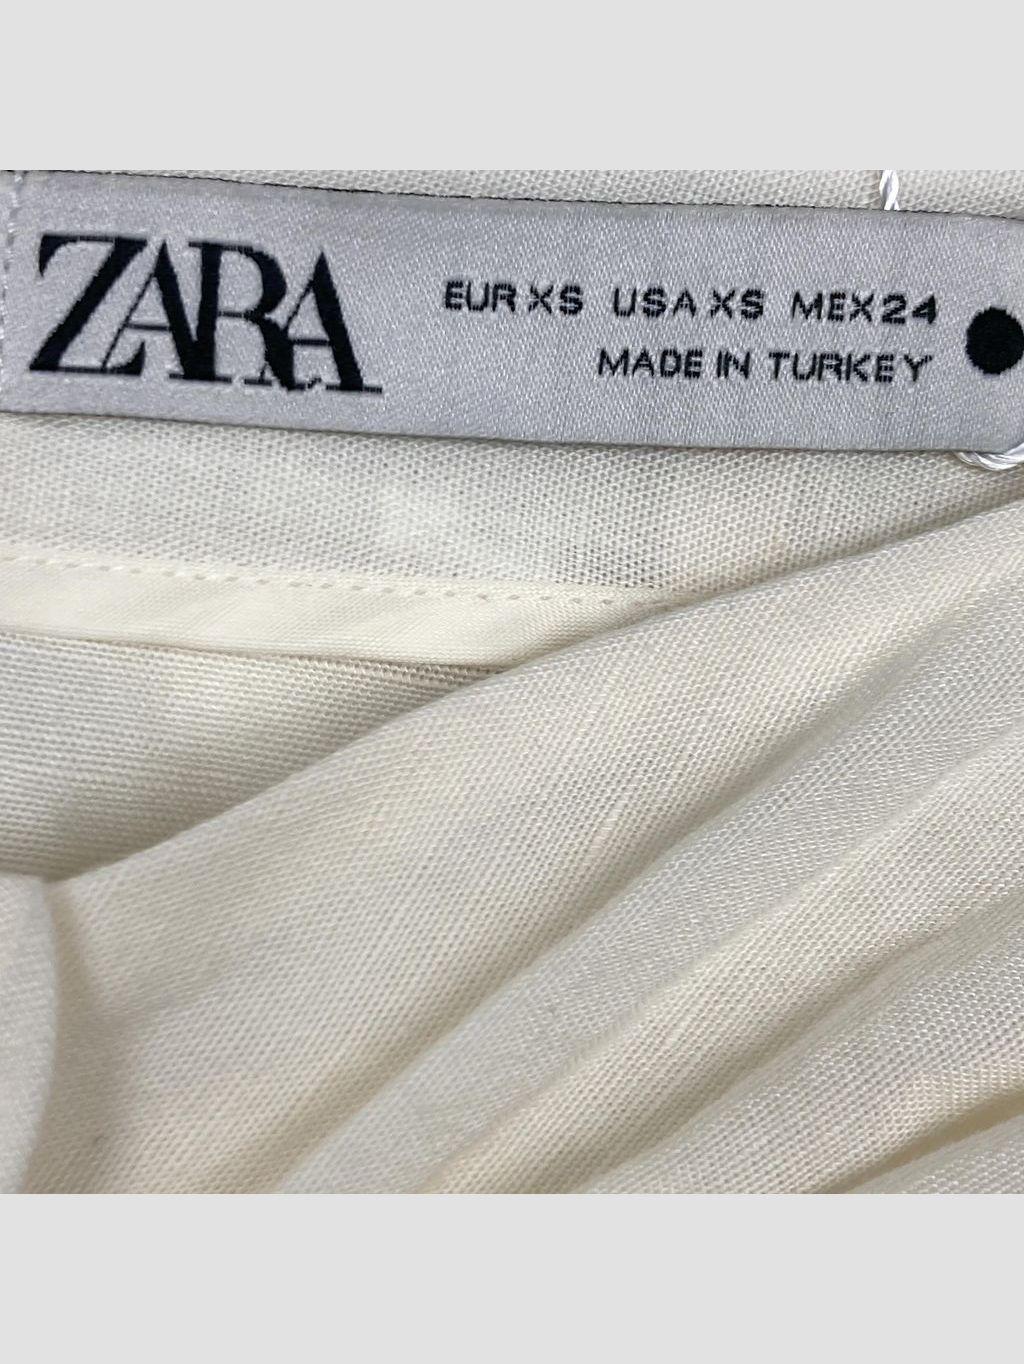 ZARA
EUR XS USA XS MEX 24
MADE IN TURKEY